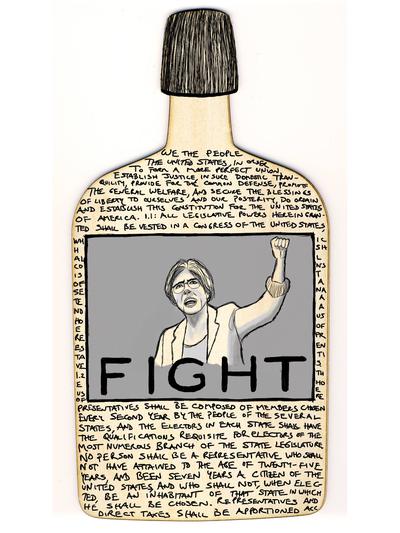 WE THE PEOPLE
THE UNITED STATES, IN ORDER
TO FORM A MORE PERFECT UNION,
ESTABLISH JUSTICE, INSURE DOMESTIC TRAN-
QUILITY, PROVIDE FOR THE COMMON DEFENSE, PROMOTE
THE GENERAL WELFARE, AND SECURE THE BLESSINGS
OF LIBERTY TO OURSELVES AND OUR POSTERITY, DO ORDAIN
AND ESTABLISH THIS CONSTITUTION FOR THE UNITED STATES
OF AMERICA. 1.1: ALL LEGISLATIVE POWERS HEREIN GRAN-
TED SHALL BE VESTED IN A CONGRESS OF THE UNITED STATES
FIGHT
PRESENTATIVES SHALL BE COMPOSED OF MEMBERS CHOSEN
EVERY SECOND YEAR BY THE PEOPLE OF THE SEVERAL
STATES, AND THE ELECTORS IN EACH STATE SHALL HAVE
THE QUALIFICATIONS REQUISITE FOR ELECTORS OF THE
MOST NUMEROUS BRANCH OF THE STATE LEGISLATURE
NO PERSON SHALL BE A REPRESENTATIVE WHO SHALL
NOT HAVE ATTAINED TO THE AGE OF TWENTY-FIVE
YEARS, AND BEEN SEVEN YEARS A CITIZEN OF THE
UNITED STATES AND WHO SHALL NOT, WHEN ELEC-
TED, BE AN INHABITANT OF THAT STATE IN WHICH
HE SHALL BE CHOSEN. REPRESENTATIVES AND
DIRECT TAXES SHALL BE APPORTIONED ACC